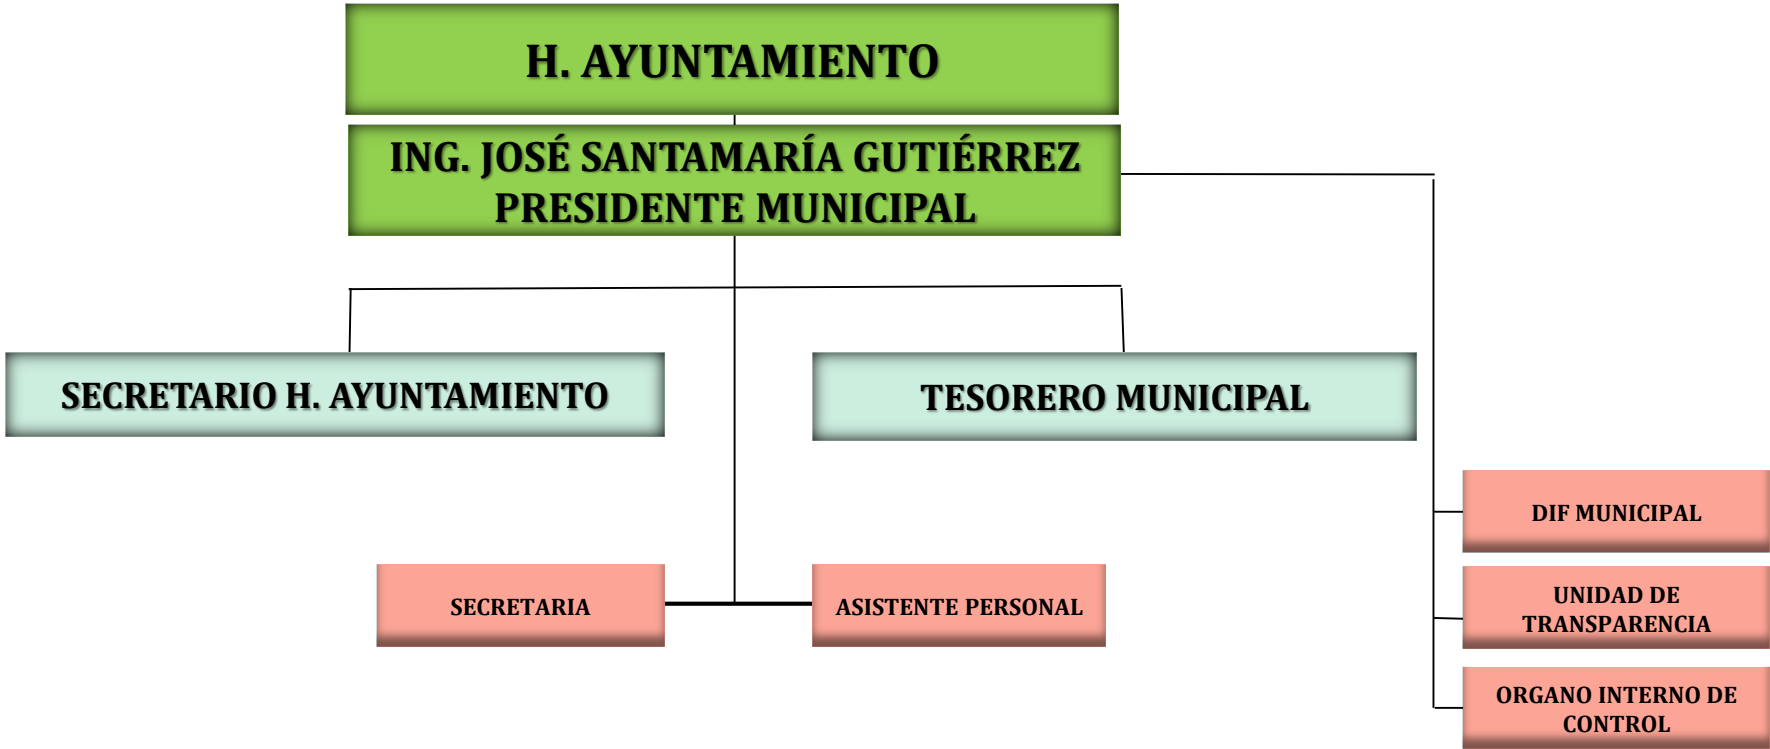 H. AYUNTAMIENTO
ING. JOSÉ SANTAMARÍA GUTIÉRREZ
PRESIDENTE MUNICIPAL
SECRETARIO H. AYUNTAMIENTO
TESORERO MUNICIPAL
SECRETARIA
ASISTENTE PERSONAL
DIF MUNICIPAL
UNIDAD DE
TRANSPARENCIA
ORGANO INTERNO DE
CONTROL